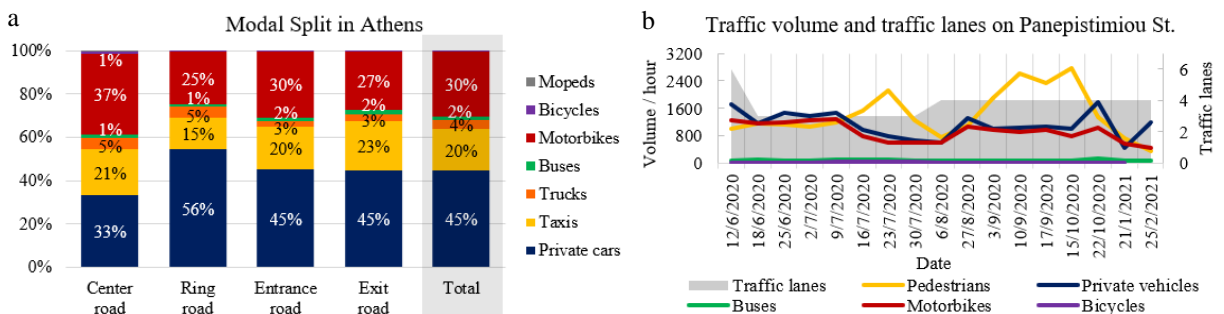 a
Modal Split in Athens
100%
80%
60%
40%
20%
0%
1%
37%
1%
5%
21%
33%
25%
1%
5%
15%
56%
30%
2%
3%
20%
45%
27%
2%
3%
23%
45%
30%
2%
4%
20%
45%
Center road
Ring road
Entrance road
Exit road
Total
Mopeds
Bicycles
Motorbikes
Buses
Trucks
Taxis
Private cars
b
Traffic volume and traffic lanes on Panepistimiou St.
Volume / hour
3200
2400
1600
800
0
6
4
2
0
Traffic lanes
12/6/2020
18/6/2020
25/6/2020
2/7/2020
9/7/2020
16/7/2020
23/7/2020
30/7/2020
6/8/2020
27/8/2020
3/9/2020
10/9/2020
17/9/2020
15/10/2020
22/10/2020
21/1/2021
25/2/2021
Date
Traffic lanes
Pedestrians
Private vehicles
Buses
Motorbikes
Bicycles